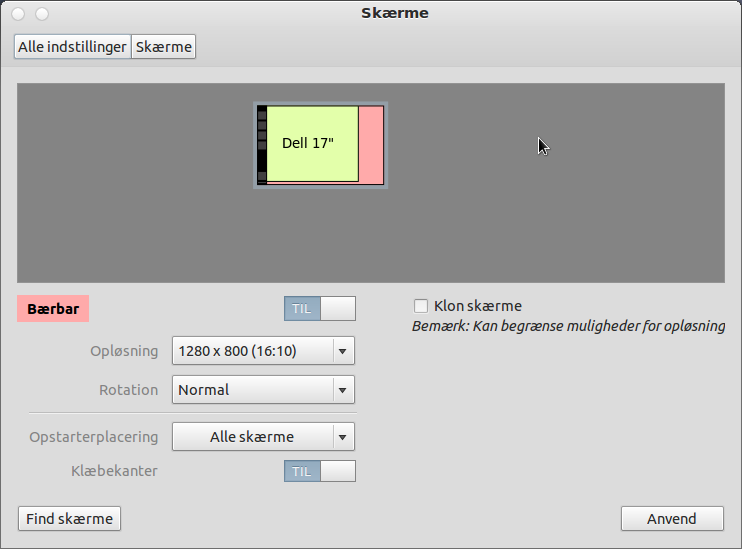 Skærme
Alle indstillinger Skærme
Dell 17"
Bærbar TIL Klon skærme
Bemærk: Kan begrænse muligheder for opløsning
Opløsning 1280 x 800 (16:10)
Rotation Normal
Opstarterplacering Alle skærme
Klæbekanter TIL
Find skærme Anvend